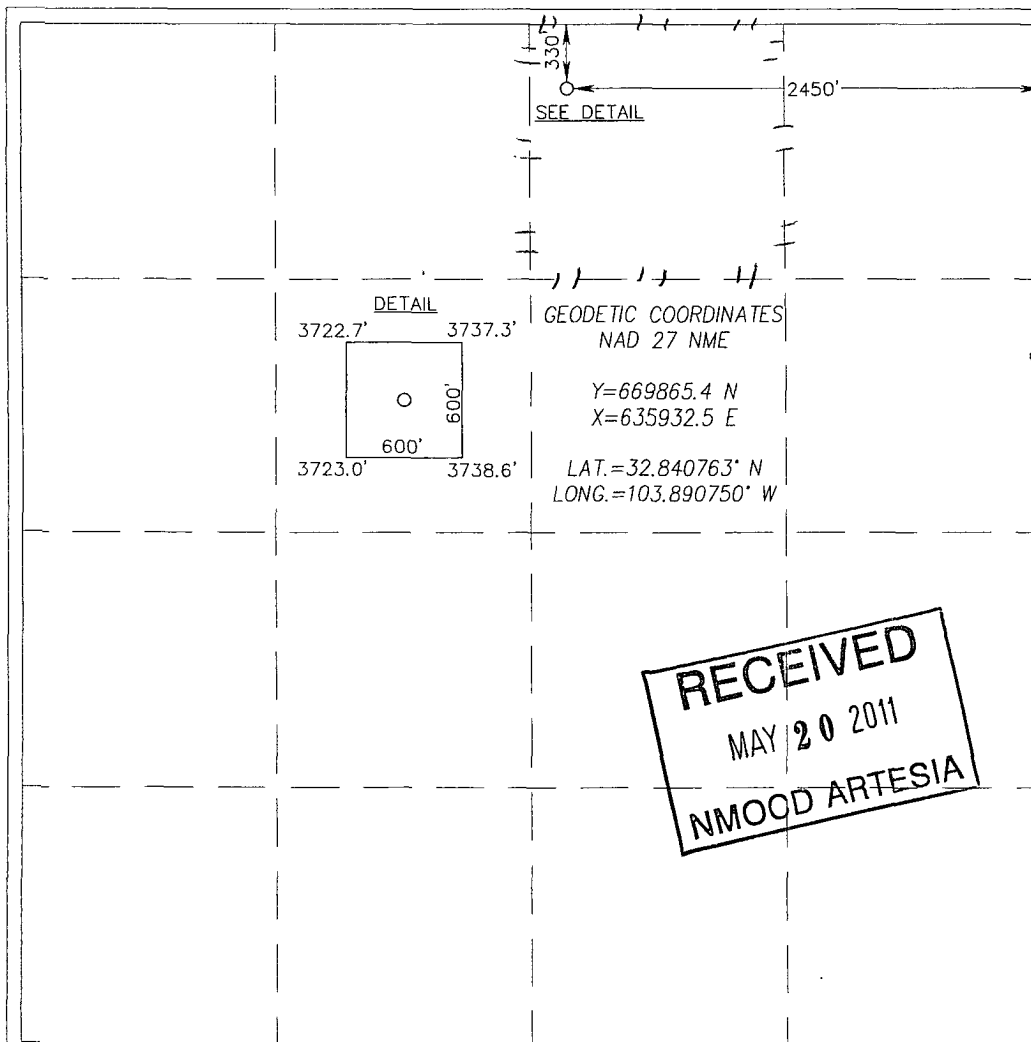 330'
2450'
SEE DETAIL
DETAIL
3722.7' 3737.3'
600'
600'
3723.0' 3738.6'
GEODETIC COORDINATES
NAD 27 NME
Y=669865.4 N
X=635932.5 E
LAT.=32.840763° N
LONG.=103.890750° W
RECEIVED
MAY 20 2011
NMOCD ARTESIA